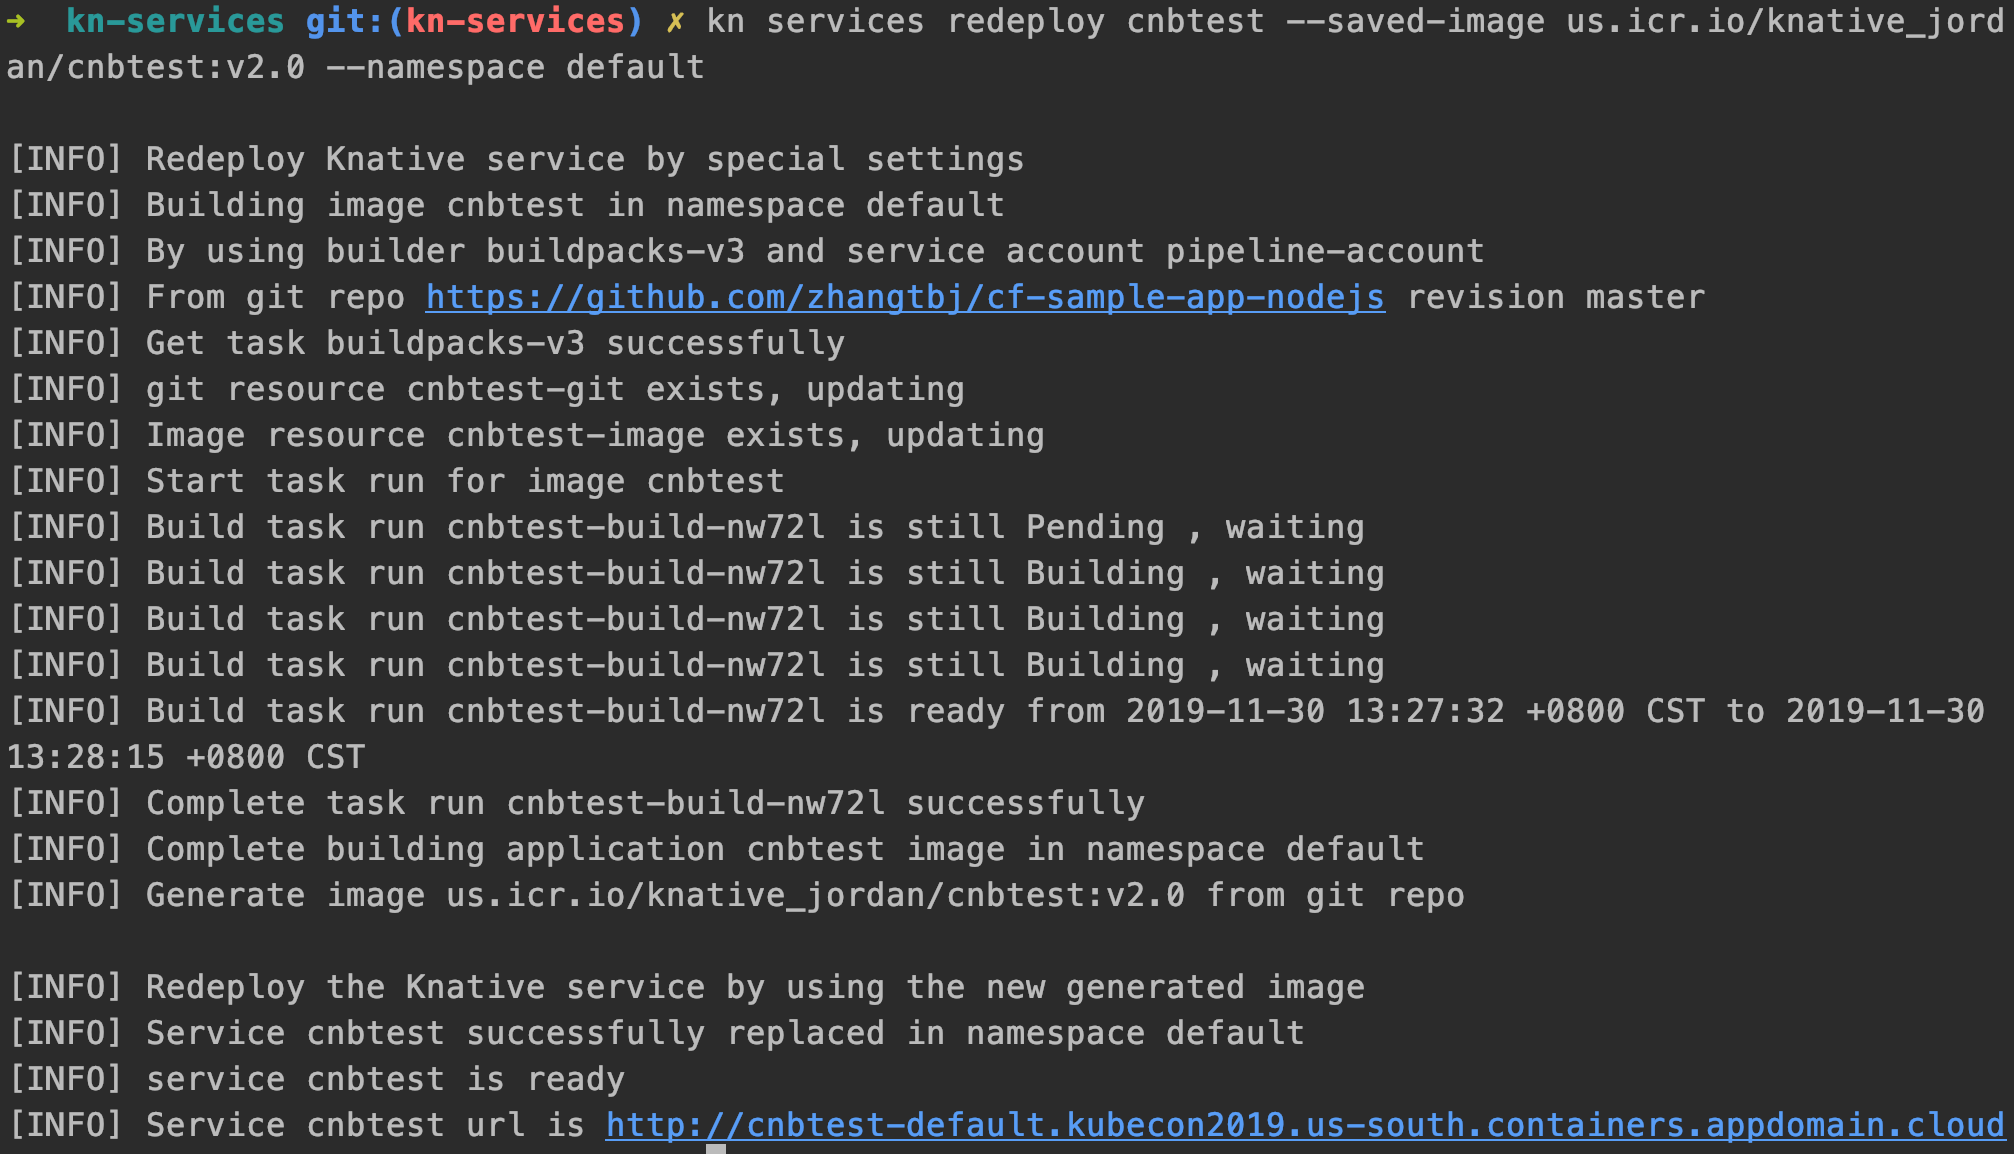 ➜  kn-services git:(kn-services) ✗ kn services redeploy cnbtest --saved-image us.icr.io/knative_jord
an/cnbtest:v2.0 --namespace default
[INFO] Redeploy Knative service by special settings
[INFO] Building image cnbtest in namespace default
[INFO] By using builder buildpacks-v3 and service account pipeline-account
[INFO] From git repo https://github.com/zhangtbj/cf-sample-app-nodejs revision master
[INFO] Get task buildpacks-v3 successfully
[INFO] git resource cnbtest-git exists, updating
[INFO] Image resource cnbtest-image exists, updating
[INFO] Start task run for image cnbtest
[INFO] Build task run cnbtest-build-nw72l is still Pending , waiting
[INFO] Build task run cnbtest-build-nw72l is still Building , waiting
[INFO] Build task run cnbtest-build-nw72l is still Building , waiting
[INFO] Build task run cnbtest-build-nw72l is still Building , waiting
[INFO] Build task run cnbtest-build-nw72l is ready from 2019-11-30 13:27:32 +0800 CST to 2019-11-30
13:28:15 +0800 CST
[INFO] Complete task run cnbtest-build-nw72l successfully
[INFO] Complete building application cnbtest image in namespace default
[INFO] Generate image us.icr.io/knative_jordan/cnbtest:v2.0 from git repo
[INFO] Redeploy the Knative service by using the new generated image
[INFO] Service cnbtest successfully replaced in namespace default
[INFO] service cnbtest is ready
[INFO] Service cnbtest url is http://cnbtest-default.kubecon2019.us-south.containers.appdomain.cloud